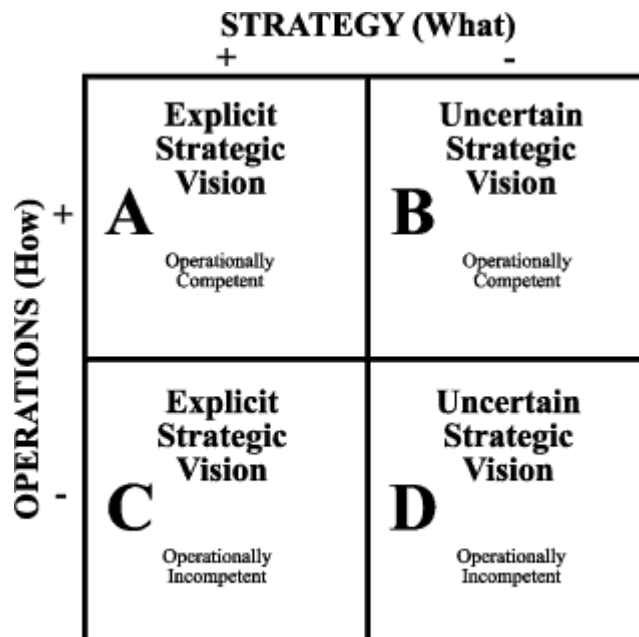 STRATEGY (What)
+ -
OPERATIONS (How)
+
Explicit
Strategic
Vision
A
Operationally
Competent
Uncertain
Strategic
Vision
B
Operationally
Competent
-
Explicit
Strategic
Vision
C
Operationally
Incompetent
Uncertain
Strategic
Vision
D
Operationally
Incompetent